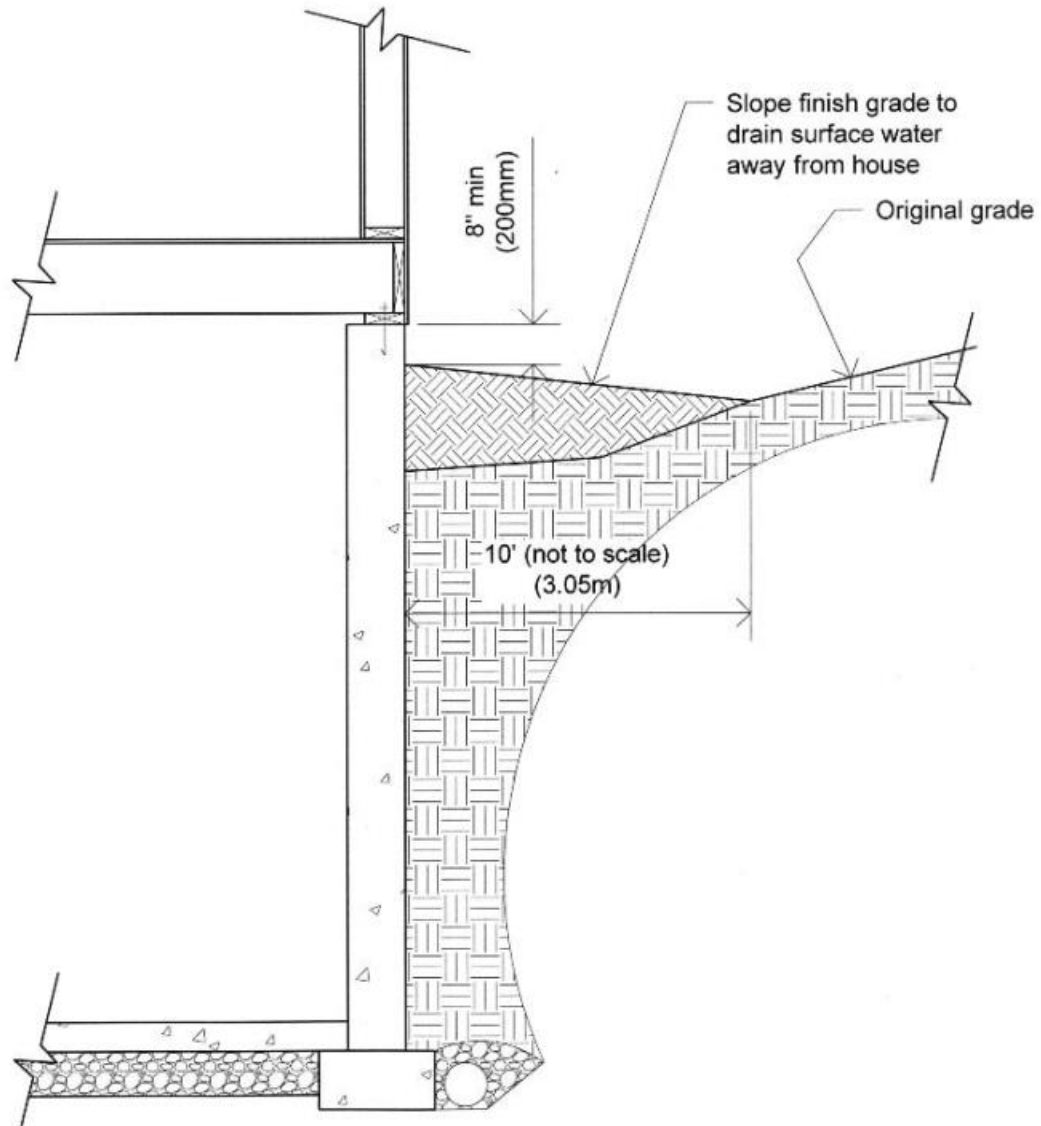 Slope finish grade to
drain surface water
away from house
8" min
(200mm)
Original grade
10' (not to scale)
(3.05m)